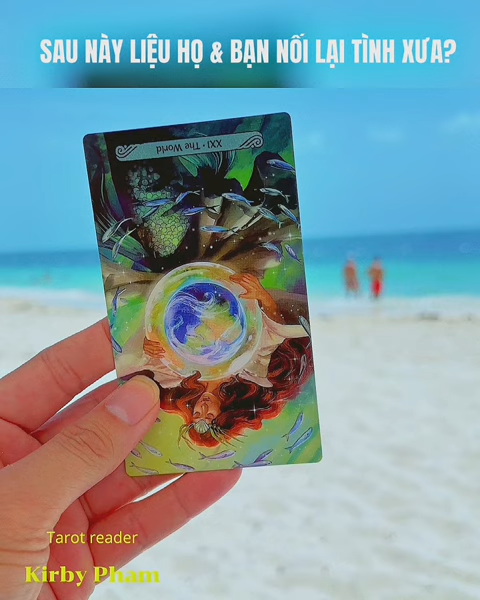 SAU NÀY LIỆU HỌ & BẠN NỐI LẠI TÌNH XƯA?
XXI • The World
Tarot reader
Kirby Pham